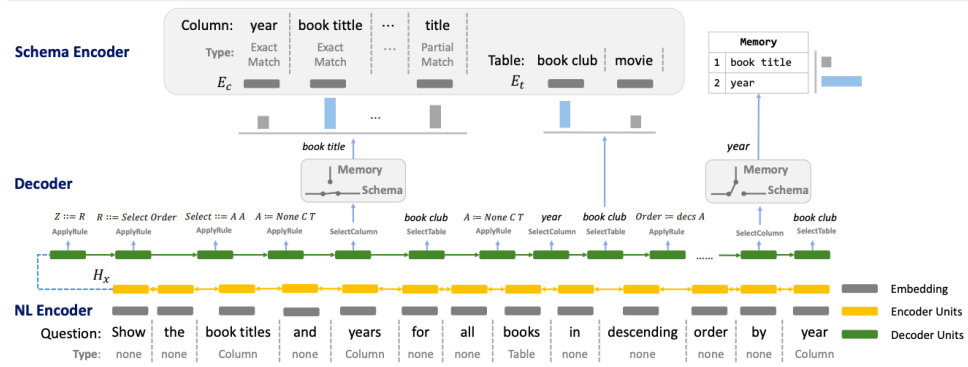 Column: year book tittle ... title
Schema Encoder
Type: Exact Match Exact Match ... Partial Match
Table: book club movie
E_c
E_t
Memory
1 book title
2 year
...
book title
year
Decoder
Memory
Schema
Memory
Schema
Z ::= R R ::= Select Order Select ::= A A A ::= None C T book club A ::= None C T year book club Order ≔ decs A book club
ApplyRule ApplyRule ApplyRule ApplyRule SelectColumn SelectTable ApplyRule SelectColumn SelectTable ApplyRule SelectColumn SelectTable
......
H_x
NL Encoder
Embedding
Encoder Units
Decoder Units
Question: Show the book titles and years for all books in descending order by year
Type: none none Column none Column none none Table none none none none Column